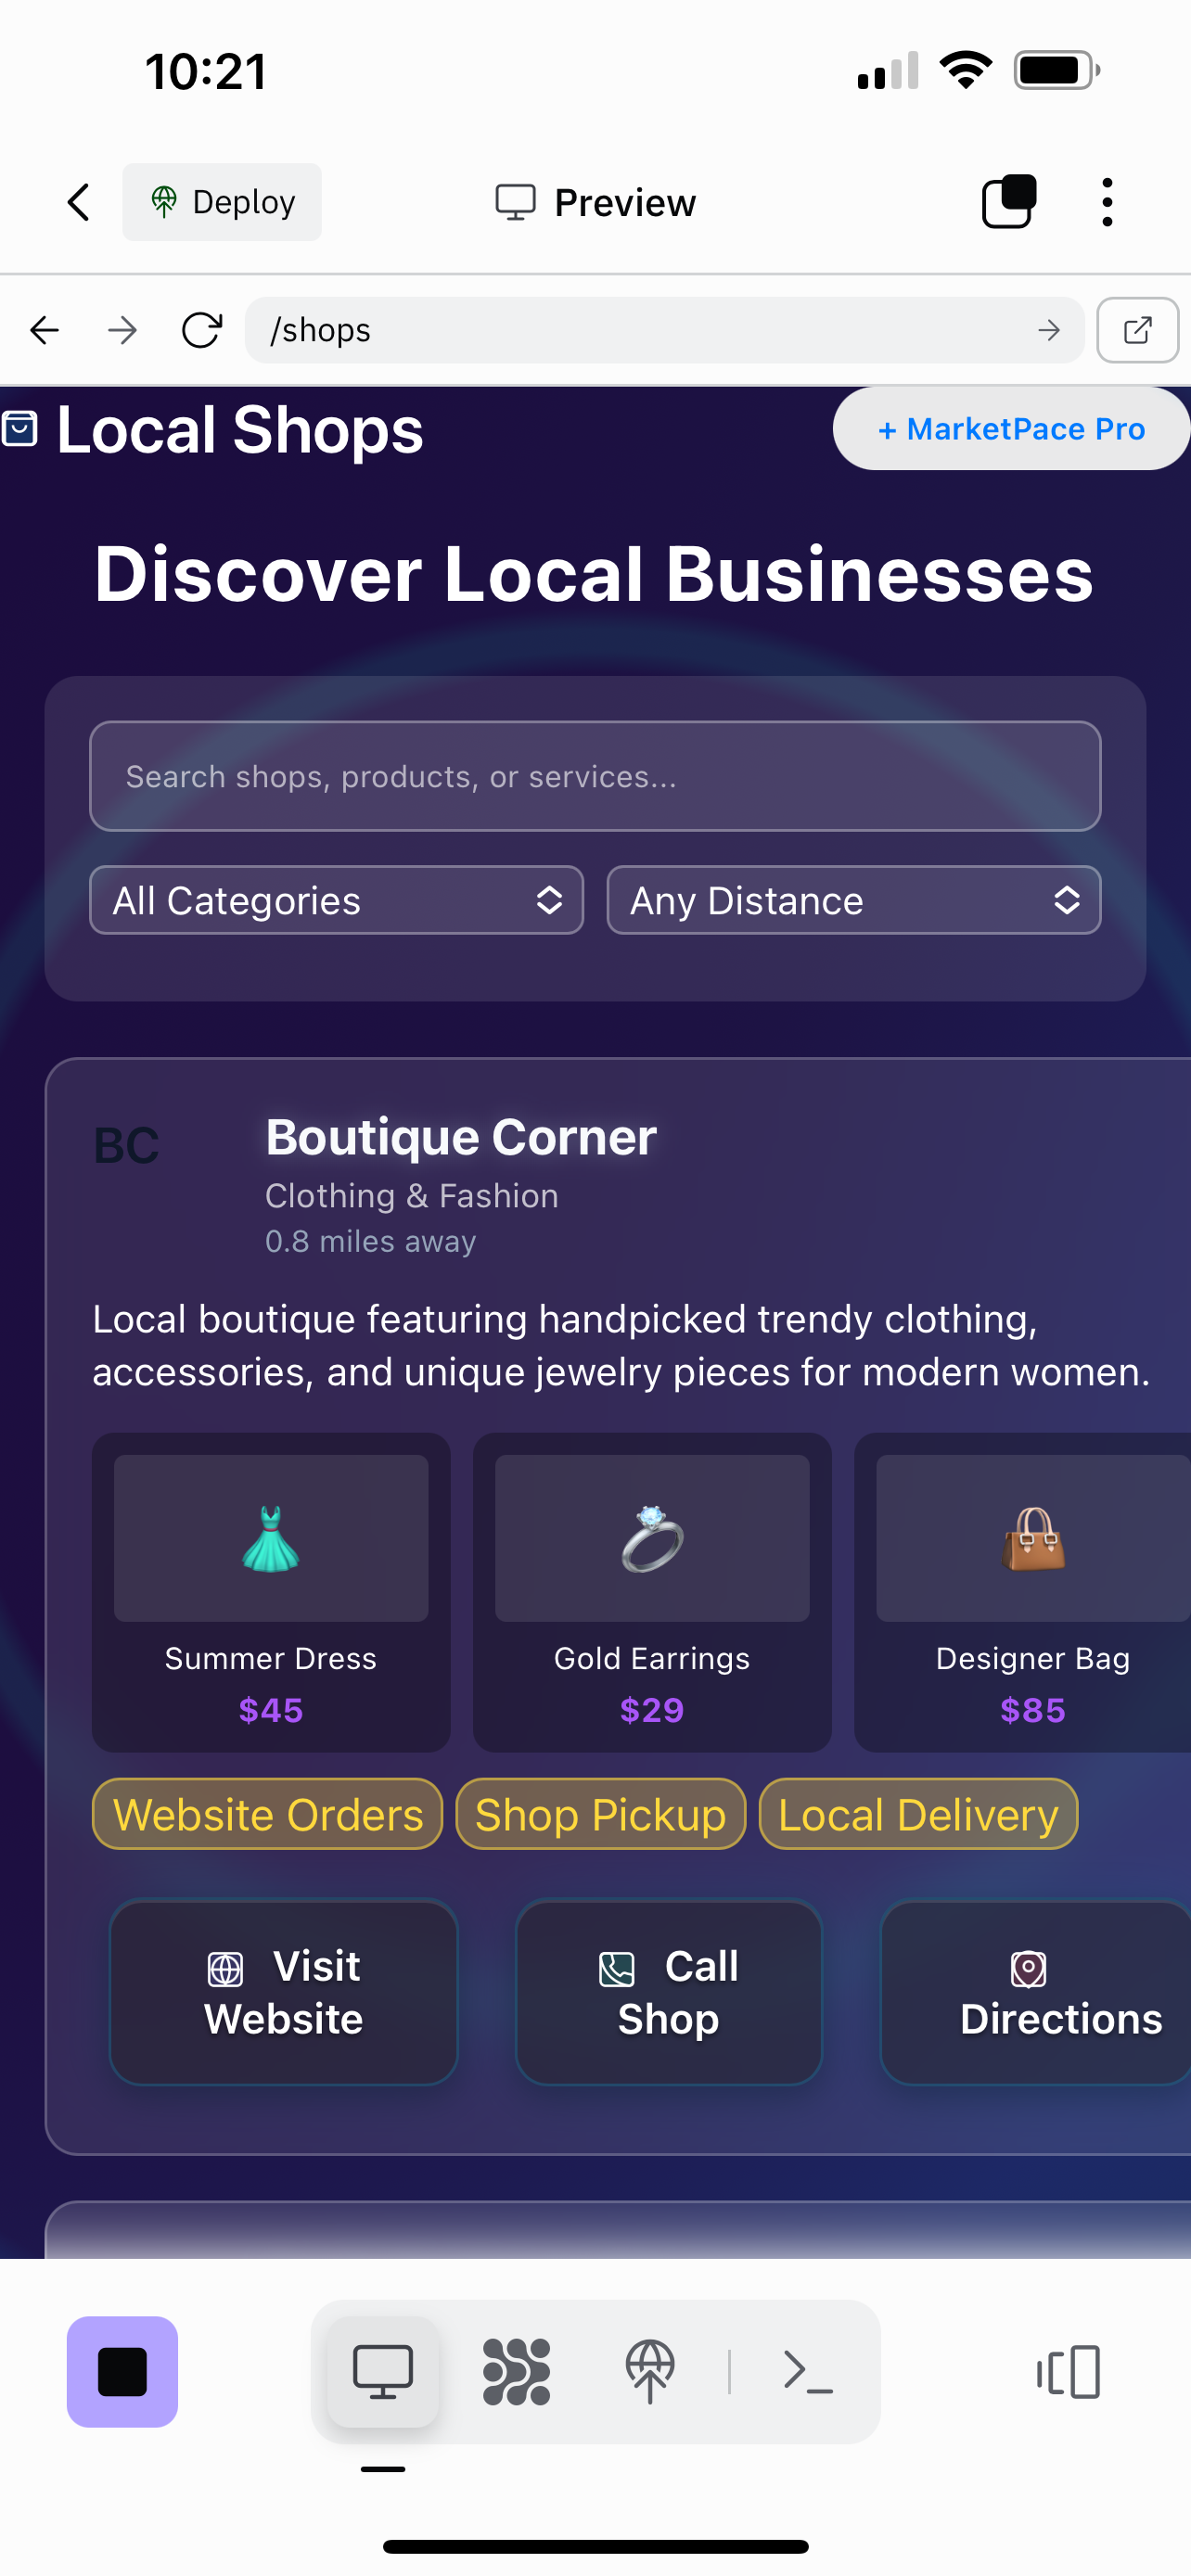 10:21
Deploy
Preview
/shops
Local Shops
+ MarketPace Pro
Discover Local Businesses
Search shops, products, or services...
All Categories
Any Distance
BC
Boutique Corner
Clothing & Fashion
0.8 miles away
Local boutique featuring handpicked trendy clothing,
accessories, and unique jewelry pieces for modern women.
Summer Dress
$45
Gold Earrings
$29
Designer Bag
$85
Website Orders
Shop Pickup
Local Delivery
Visit
Website
Call
Shop
Directions